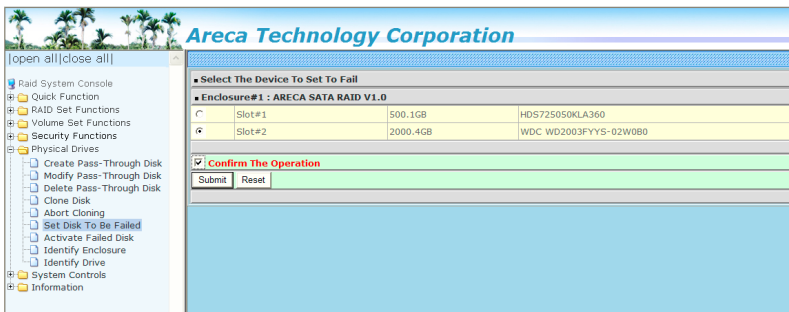 Areca Technology Corporation
|open all|close all|
Raid System Console
Quick Function
RAID Set Functions
Volume Set Functions
Security Functions
Physical Drives
Create Pass-Through Disk
Modify Pass-Through Disk
Delete Pass-Through Disk
Clone Disk
Abort Cloning
Set Disk To Be Failed
Activate Failed Disk
Identify Enclosure
Identify Drive
System Controls
Information
Select The Device To Set To Fail
Enclosure#1 : ARECA SATA RAID V1.0
Slot#1 500.1GB HDS725050KLA360
Slot#2 2000.4GB WDC WD2003FYYS-02W0B0
Confirm The Operation
Submit Reset